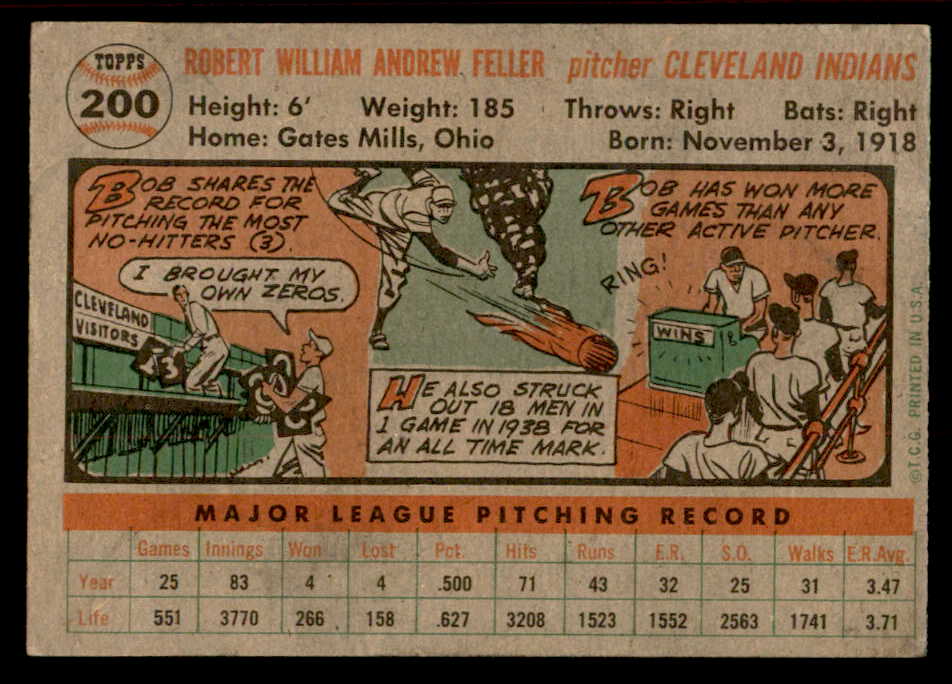 TOPPS
200
ROBERT WILLIAM ANDREW FELLER pitcher CLEVELAND INDIANS
Height: 6' Weight: 185 Throws: Right Bats: Right
Home: Gates Mills, Ohio Born: November 3, 1918
BOB SHARES THE
RECORD FOR
PITCHING THE MOST
NO-HITTERS (3).
I BROUGHT MY
OWN ZEROS.
CLEVELAND
VISITORS
13
HE ALSO STRUCK
OUT 18 MEN IN
1 GAME IN 1938 FOR
AN ALL TIME MARK.
BOB HAS WON MORE
GAMES THAN ANY
OTHER ACTIVE PITCHER.
RING!
WINS
©T.C.G. PRINTED IN U.S.A.
MAJOR LEAGUE PITCHING RECORD
Games Innings Won Lost Pct. Hits Runs E.R. S.O. Walks E.R.Avg.
Year 25 83 4 4 .500 71 43 32 25 31 3.47
Life 551 3770 266 158 .627 3208 1523 1552 2563 1741 3.71